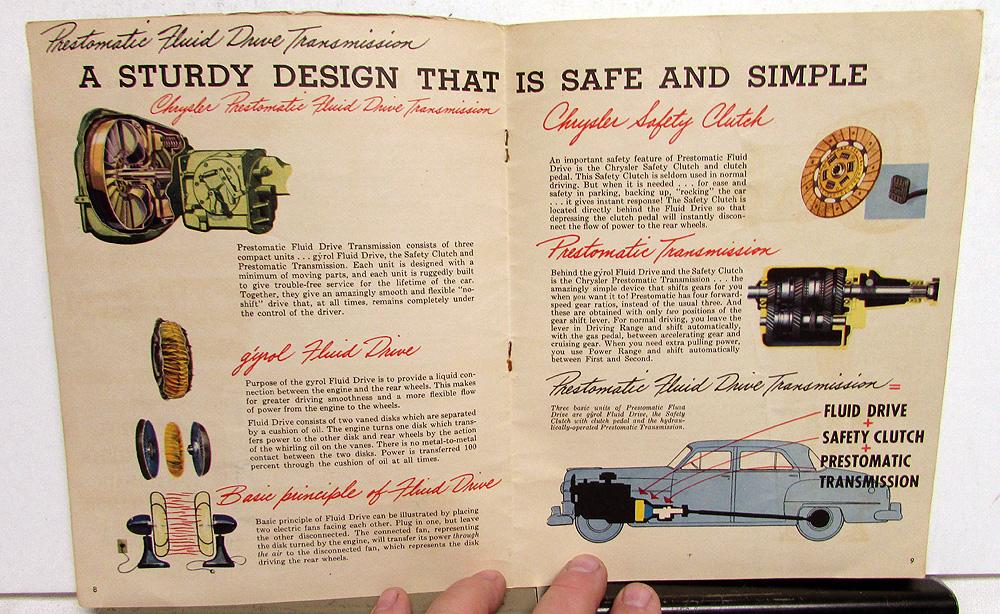 Prestomatic Fluid Drive Transmission
A STURDY DESIGN THAT IS SAFE AND SIMPLE
Chrysler Prestomatic Fluid Drive Transmission
Prestomatic Fluid Drive Transmission consists of three
compact units . . . gýrol Fluid Drive, the Safety Clutch and
Prestomatic Transmission. Each unit is designed with a
minimum of moving parts, and each unit is ruggedly built
to give trouble-free service for the lifetime of the car.
Together, they give an amazingly smooth and flexible "no-
shift" drive that, at all times, remains completely under
the control of the driver.
gýrol Fluid Drive
Purpose of the gyrol Fluid Drive is to provide a liquid con-
nection between the engine and the rear wheels. This makes
for greater driving smoothness and a more flexible flow
of power from the engine to the wheels.
Fluid Drive consists of two vaned disks which are separated
by a cushion of oil. The engine turns one disk which trans-
fers power to the other disk and rear wheels by the action
of the whirling oil on the vanes. There is no metal-to-metal
contact between the two disks. Power is transferred 100
percent through the cushion of oil at all times.
Basic principle of Fluid Drive
Basic principle of Fluid Drive can be illustrated by placing
two electric fans facing each other. Plug in one, but leave
the other disconnected. The connected fan, representing
the disk turned by the engine, will transfer its power through
the air to the disconnected fan, which represents the disk
driving the rear wheels.
8
Chrysler Safety Clutch
An important safety feature of Prestomatic Fluid
Drive is the Chrysler Safety Clutch and clutch
pedal. This Safety Clutch is seldom used in normal
driving. But when it is needed . . . for ease and
safety in parking, backing up, "rocking" the car
. . . it gives instant response! The Safety Clutch is
located directly behind the Fluid Drive so that
depressing the clutch pedal will instantly discon-
nect the flow of power to the rear wheels.
Prestomatic Transmission
Behind the gýrol Fluid Drive and the Safety Clutch
is the Chrysler Prestomatic Transmission . . . the
amazingly simple device that shifts gears for you
when you want it to! Prestomatic has four forward-
speed gear ratios, instead of the usual three. And
these are obtained with only two positions of the
gear shift lever. For normal driving, you leave the
lever in Driving Range and shift automatically,
with the gas pedal, between accelerating gear and
cruising gear. When you need extra pulling power,
you use Power Range and shift automatically
between First and Second.
Prestomatic Fluid Drive Transmission =
Three basic units of Prestomatic Fluid
Drive are gýrol Fluid Drive, the Safety
Clutch with clutch pedal and the hydrau-
lically-operated Prestomatic Transmission.
FLUID DRIVE
+
SAFETY CLUTCH
+
PRESTOMATIC
TRANSMISSION
9